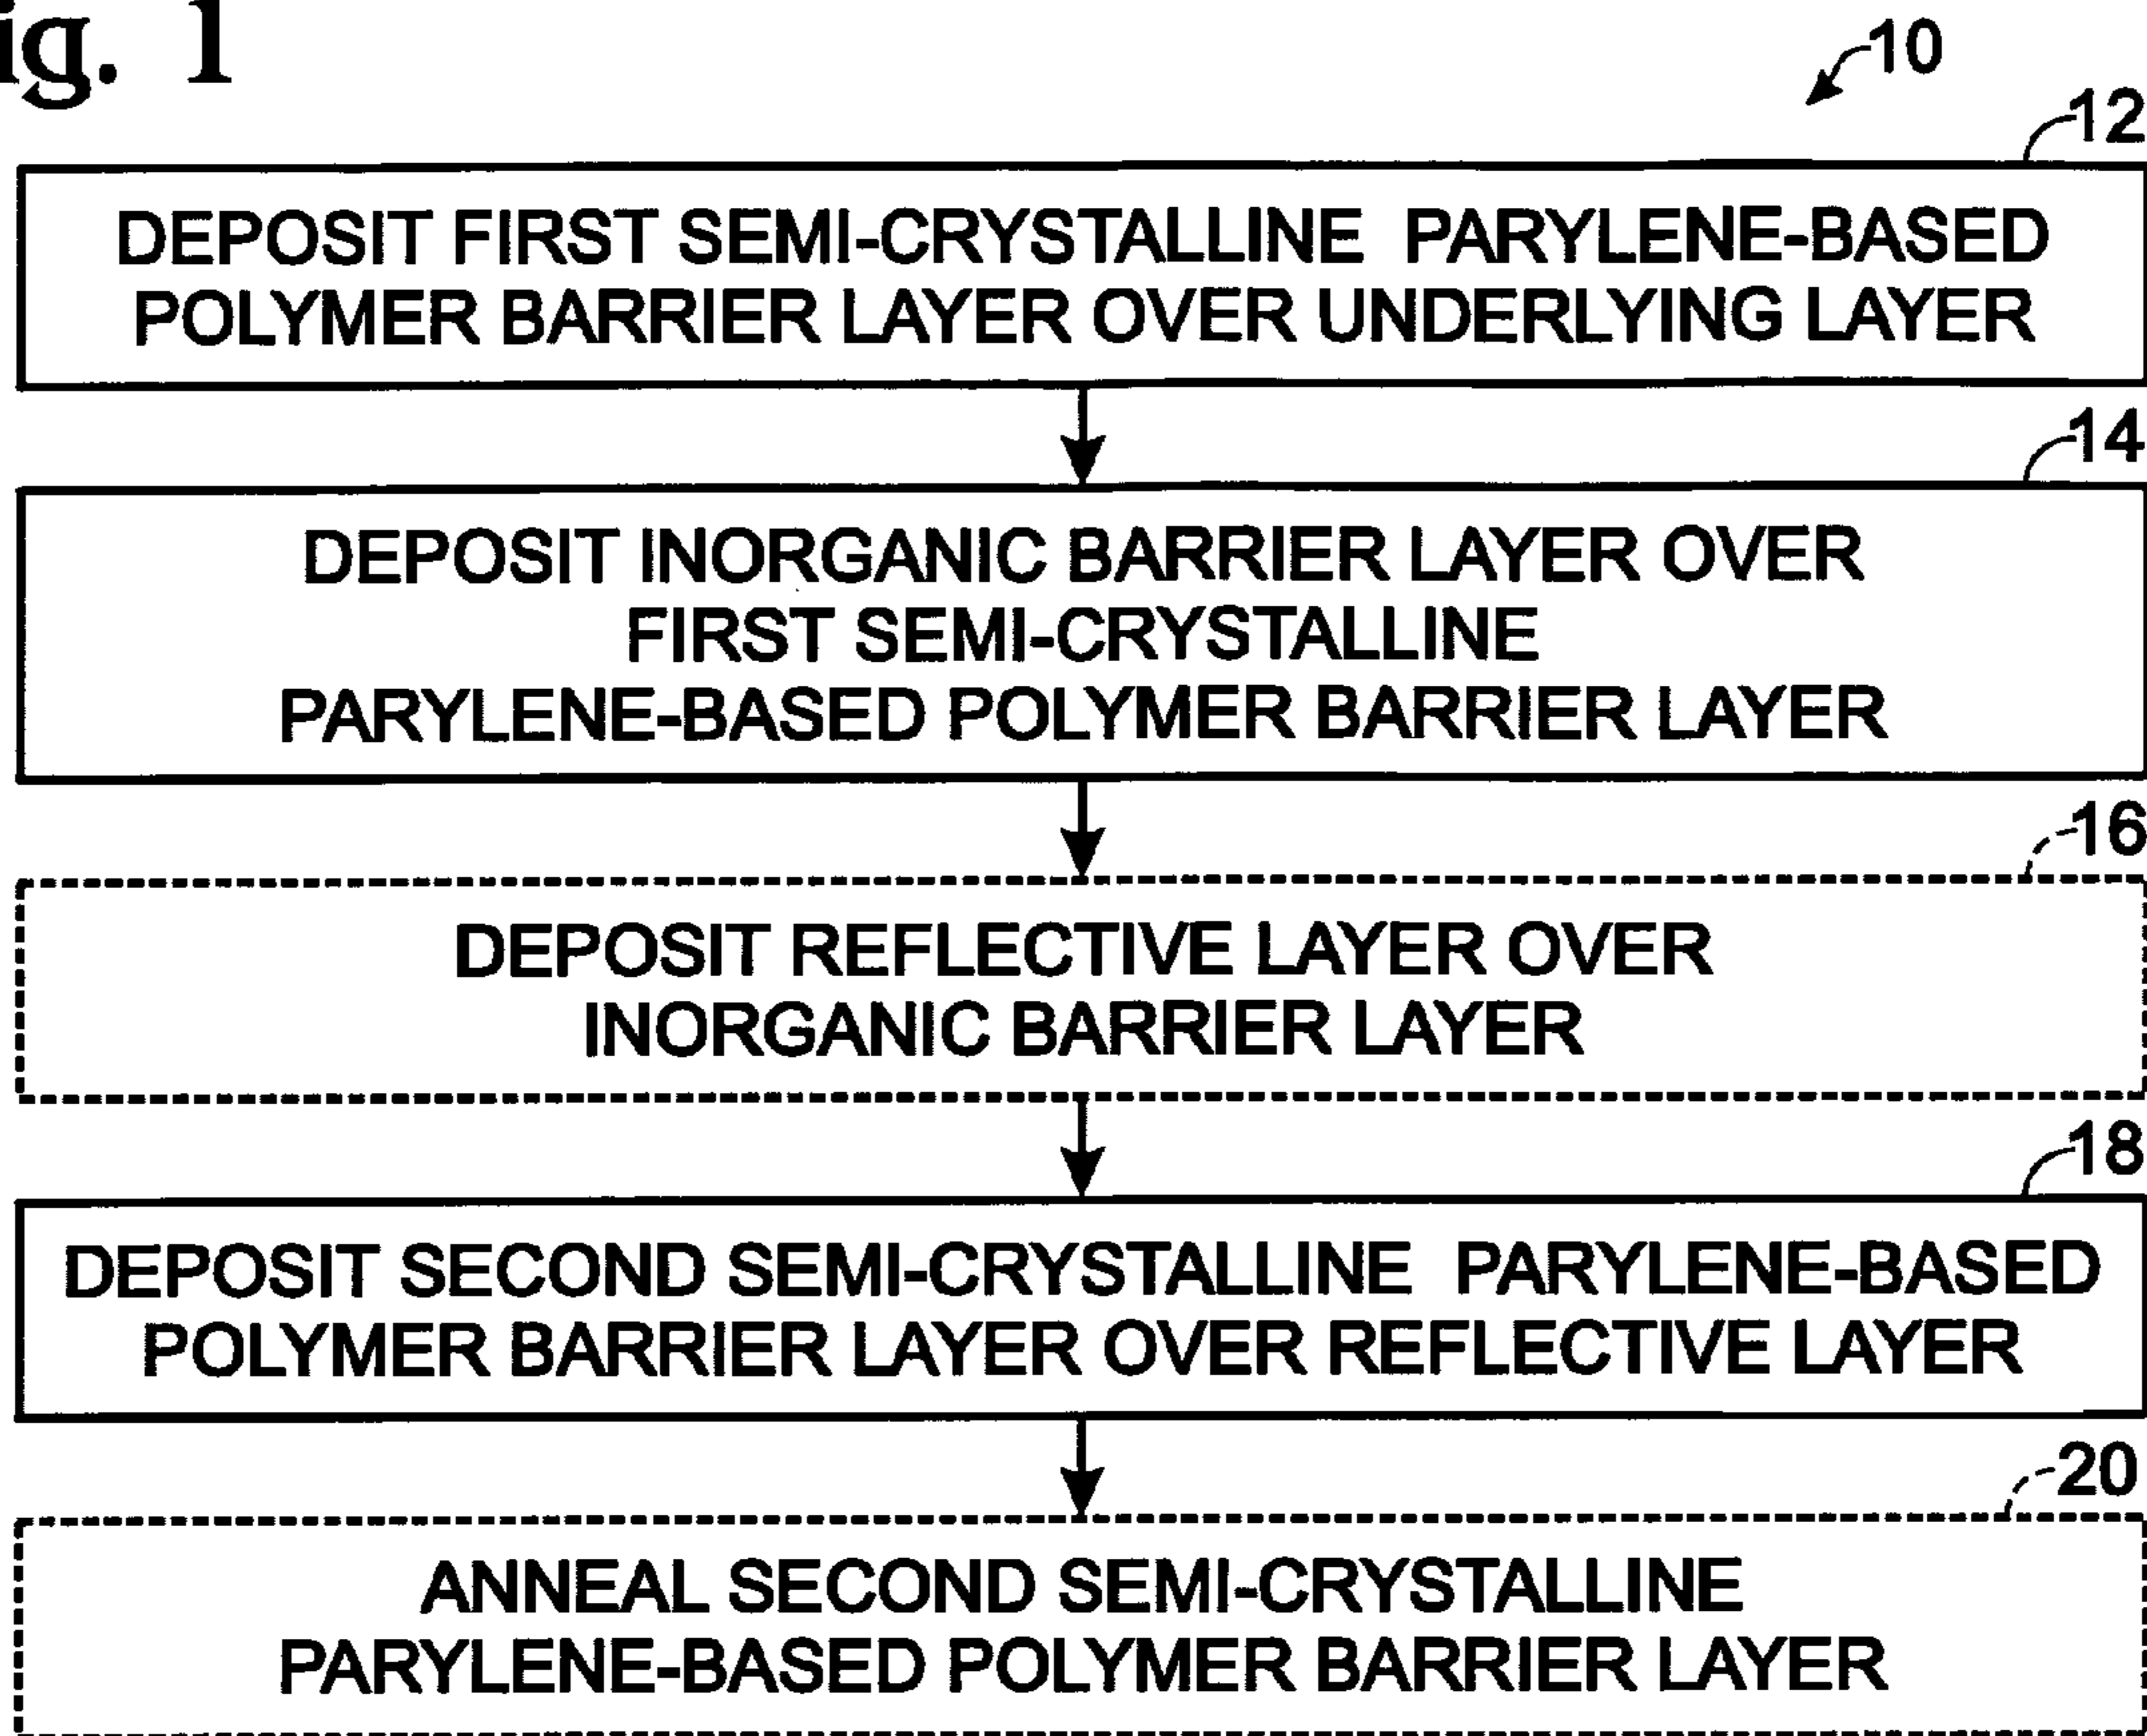 ig. 1
10
12
DEPOSIT FIRST SEMI-CRYSTALLINE PARYLENE-BASED
POLYMER BARRIER LAYER OVER UNDERLYING LAYER
14
DEPOSIT INORGANIC BARRIER LAYER OVER
FIRST SEMI-CRYSTALLINE
PARYLENE-BASED POLYMER BARRIER LAYER
16
DEPOSIT REFLECTIVE LAYER OVER
INORGANIC BARRIER LAYER
18
DEPOSIT SECOND SEMI-CRYSTALLINE PARYLENE-BASED
POLYMER BARRIER LAYER OVER REFLECTIVE LAYER
20
ANNEAL SECOND SEMI-CRYSTALLINE
PARYLENE-BASED POLYMER BARRIER LAYER